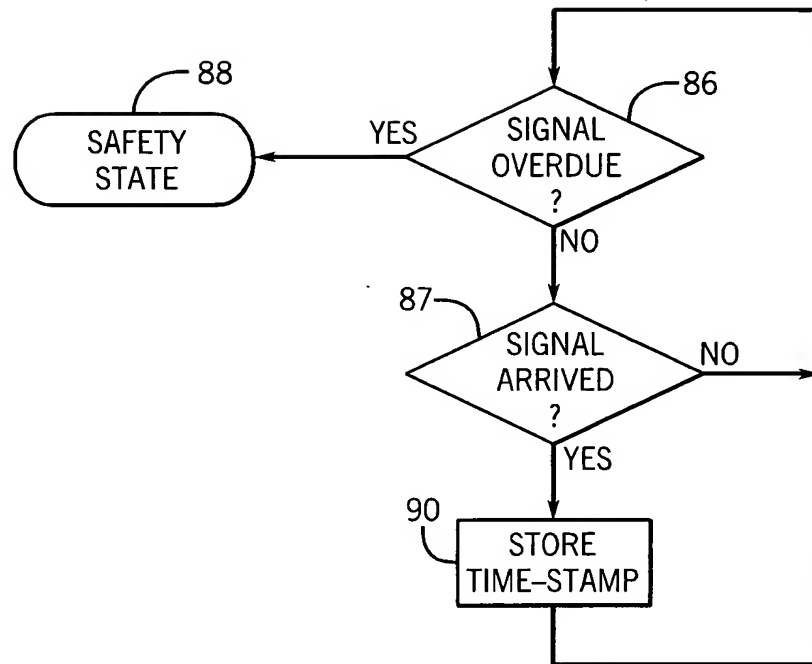 88
SAFETY
STATE
YES
86
SIGNAL
OVERDUE
?
NO
87
SIGNAL
ARRIVED
?
NO
YES
90
STORE
TIME–STAMP